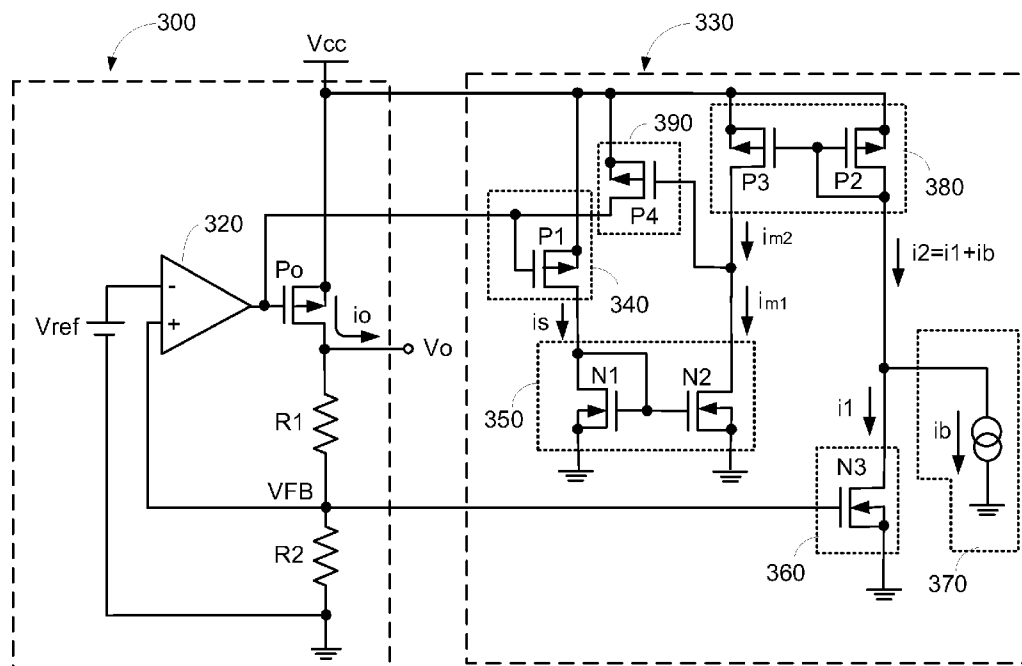 300
330
Vcc
390
P3
P2
380
P4
320
P1
Po
340
im2
i2=i1+ib
io
is
im1
Vref
-
+
Vo
N1
N2
350
R1
i1
ib
VFB
N3
R2
360
370